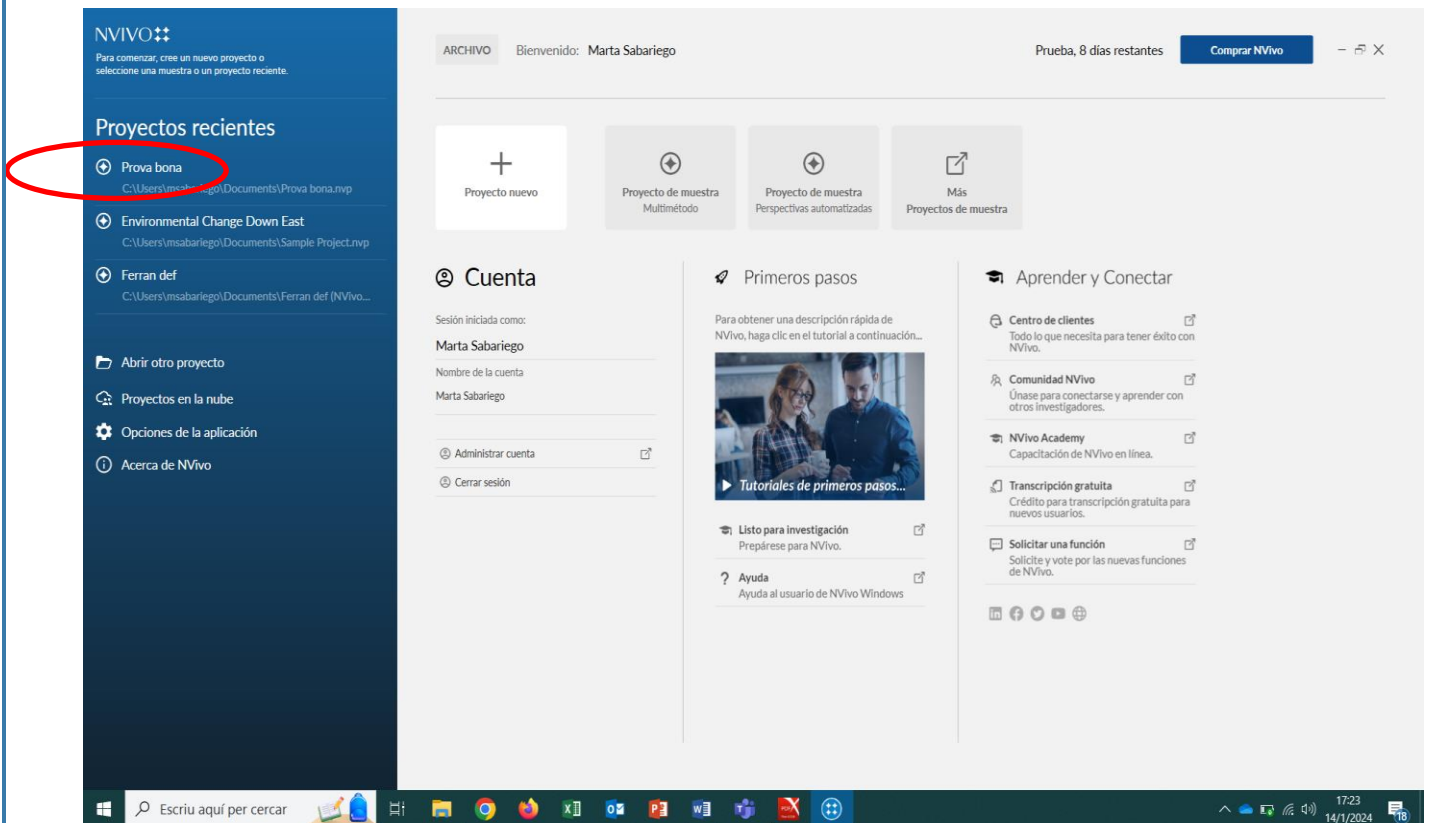 NVIVO
Para comenzar, cree un nuevo proyecto o
seleccione una muestra o un proyecto reciente.
Proyectos recientes
Prova bona
C:\Users\msabariego\Documents\Prova bona.nvp
Environmental Change Down East
C:\Users\msabariego\Documents\Sample Project.nvp
Ferran def
C:\Users\msabariego\Documents\Ferran def (NVivo...
Abrir otro proyecto
Proyectos en la nube
Opciones de la aplicación
Acerca de NVivo
ARCHIVO Bienvenido: Marta Sabariego
Prueba, 8 días restantes
Comprar NVivo
Proyecto nuevo
Proyecto de muestra
Multimétodo
Proyecto de muestra
Perspectivas automatizadas
Más
Proyectos de muestra
Cuenta
Sesión iniciada como:
Marta Sabariego
Nombre de la cuenta
Marta Sabariego
Administrar cuenta
Cerrar sesión
Primeros pasos
Para obtener una descripción rápida de
NVivo, haga clic en el tutorial a continuación...
Tutoriales de primeros pasos...
Listo para investigación
Prepárese para NVivo.
Ayuda
Ayuda al usuario de NVivo Windows
Aprender y Conectar
Centro de clientes
Todo lo que necesita para tener éxito con
NVivo.
Comunidad NVivo
Únase para conectarse y aprender con
otros investigadores.
NVivo Academy
Capacitación de NVivo en línea.
Transcripción gratuita
Crédito para transcripción gratuita para
nuevos usuarios.
Solicitar una función
Solicite y vote por las nuevas funciones
de NVivo.
Escriu aquí per cercar
17:23
14/1/2024
18